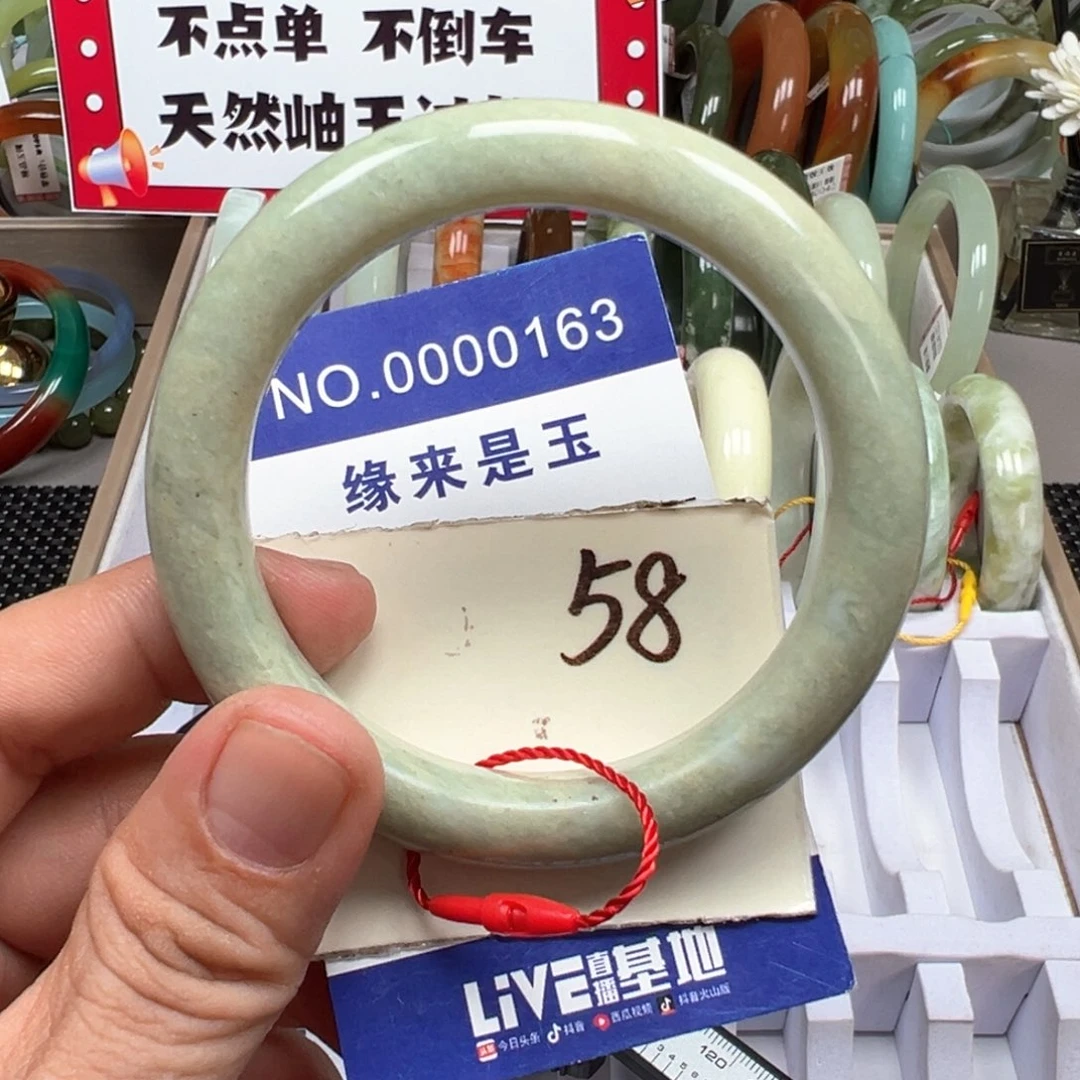 不点单 不倒车
天然岫玉
NO.0000163
缘来是玉
58
LiVE直播基地
今日头条 抖音 西瓜视频 抖音火山版
120